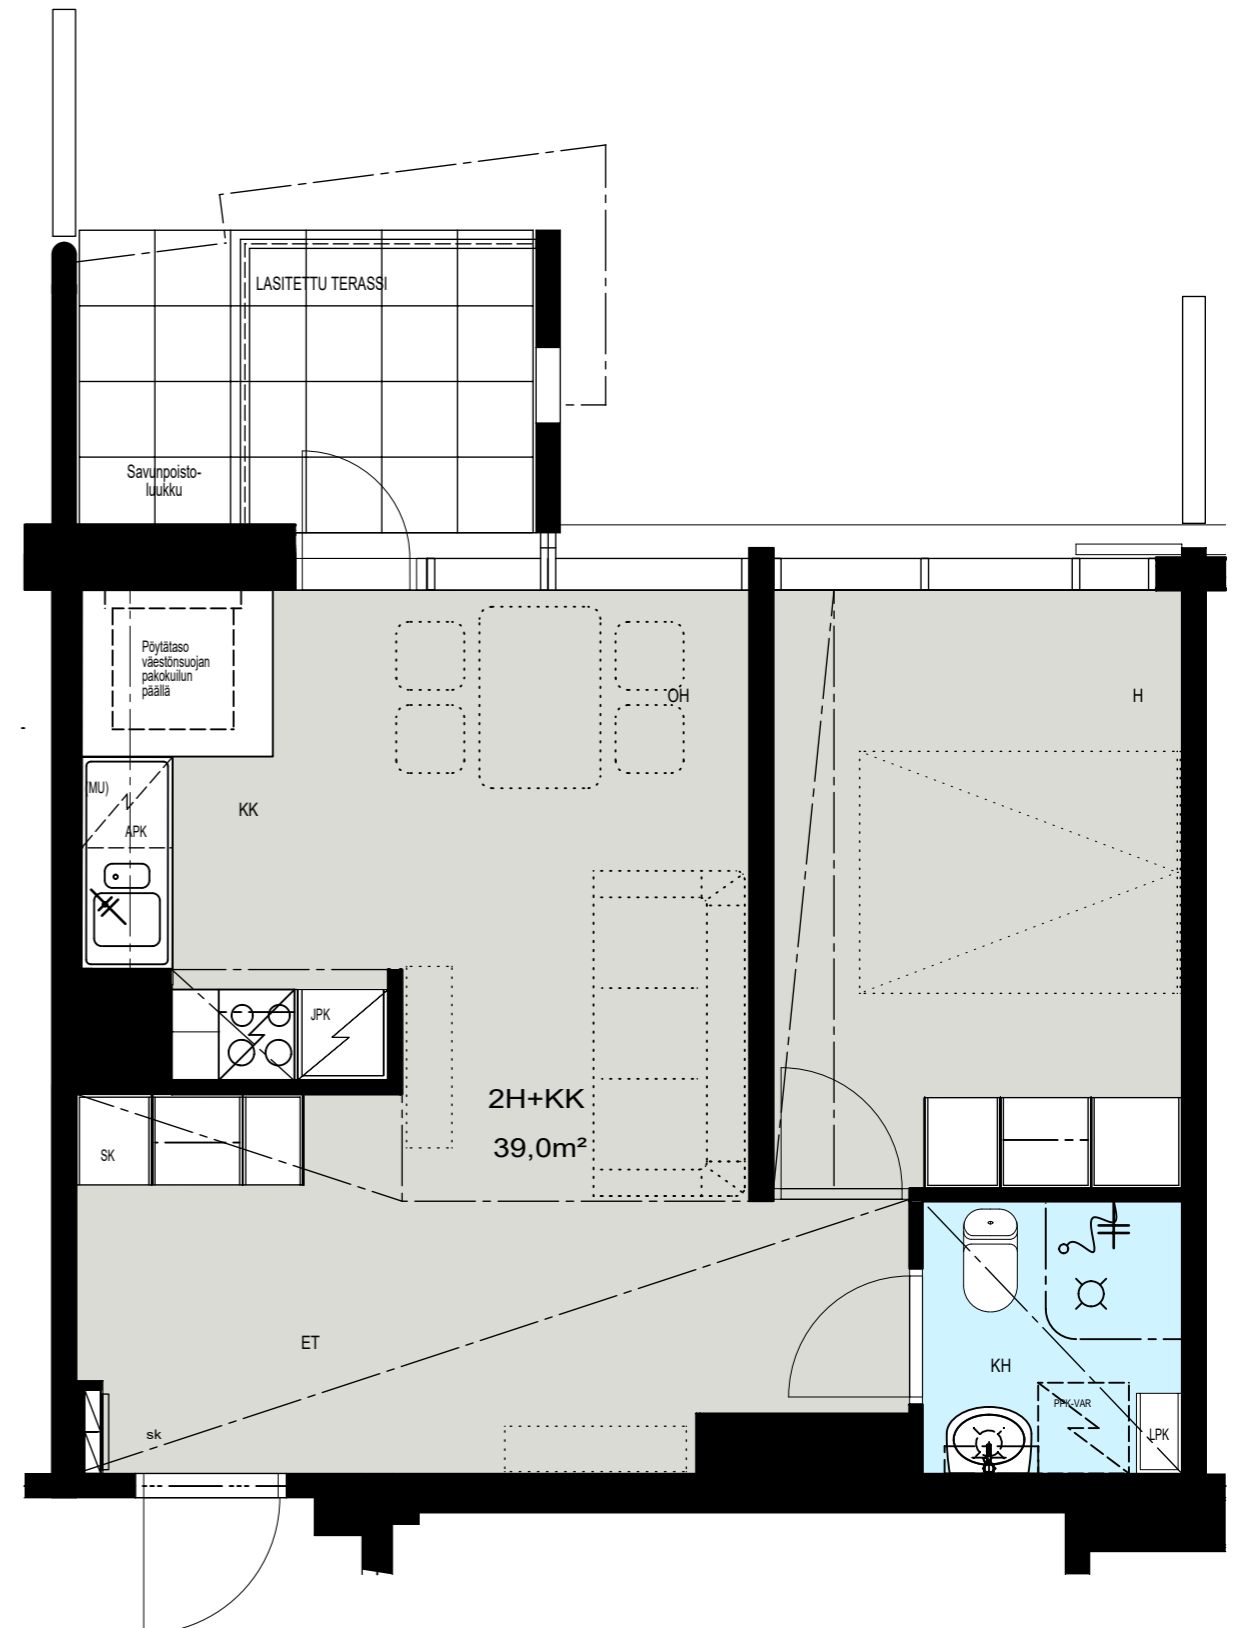 LASITETTU TERASSI
Savunpoisto-
luukku
Pöytätaso
väestönsuojan
pakokuilun
päällä
OH
H
(MU)
KK
APK
JPK
2H+KK
39,0m²
SK
ET
KH
PPK-VAR
LPK
sk